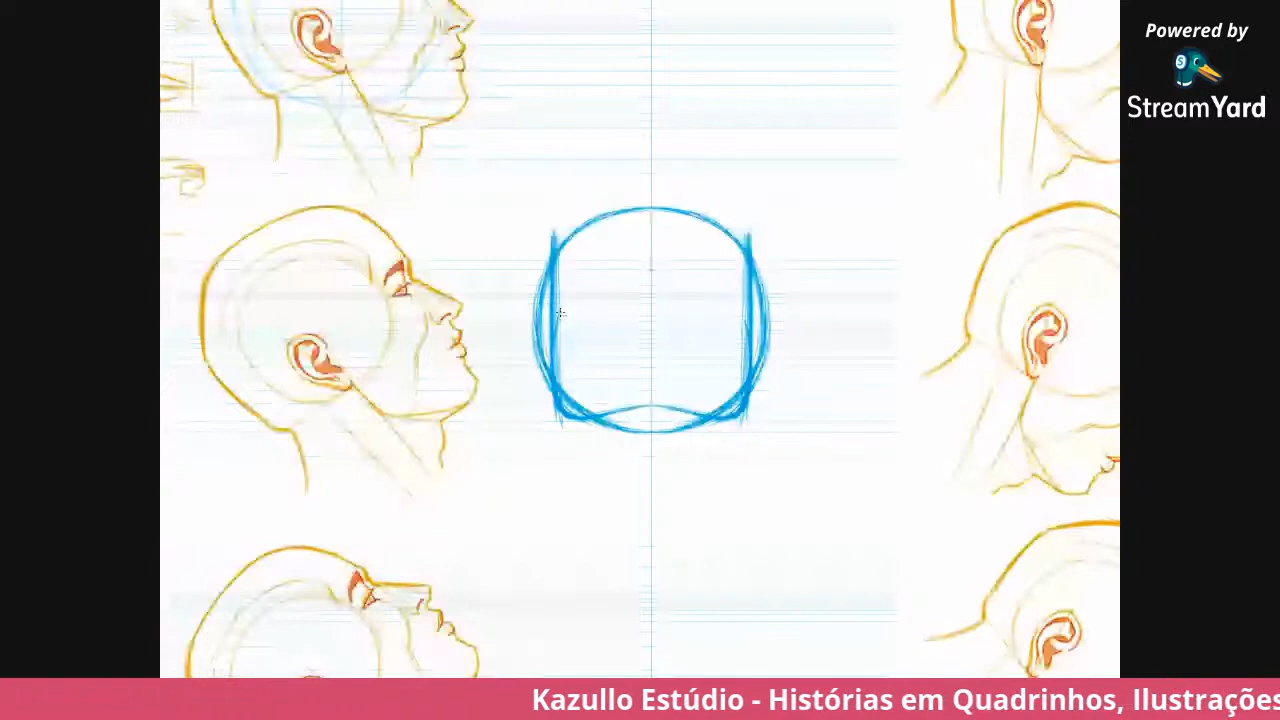 Powered by
StreamYard
Kazullo Estúdio - Histórias em Quadrinhos, Ilustrações